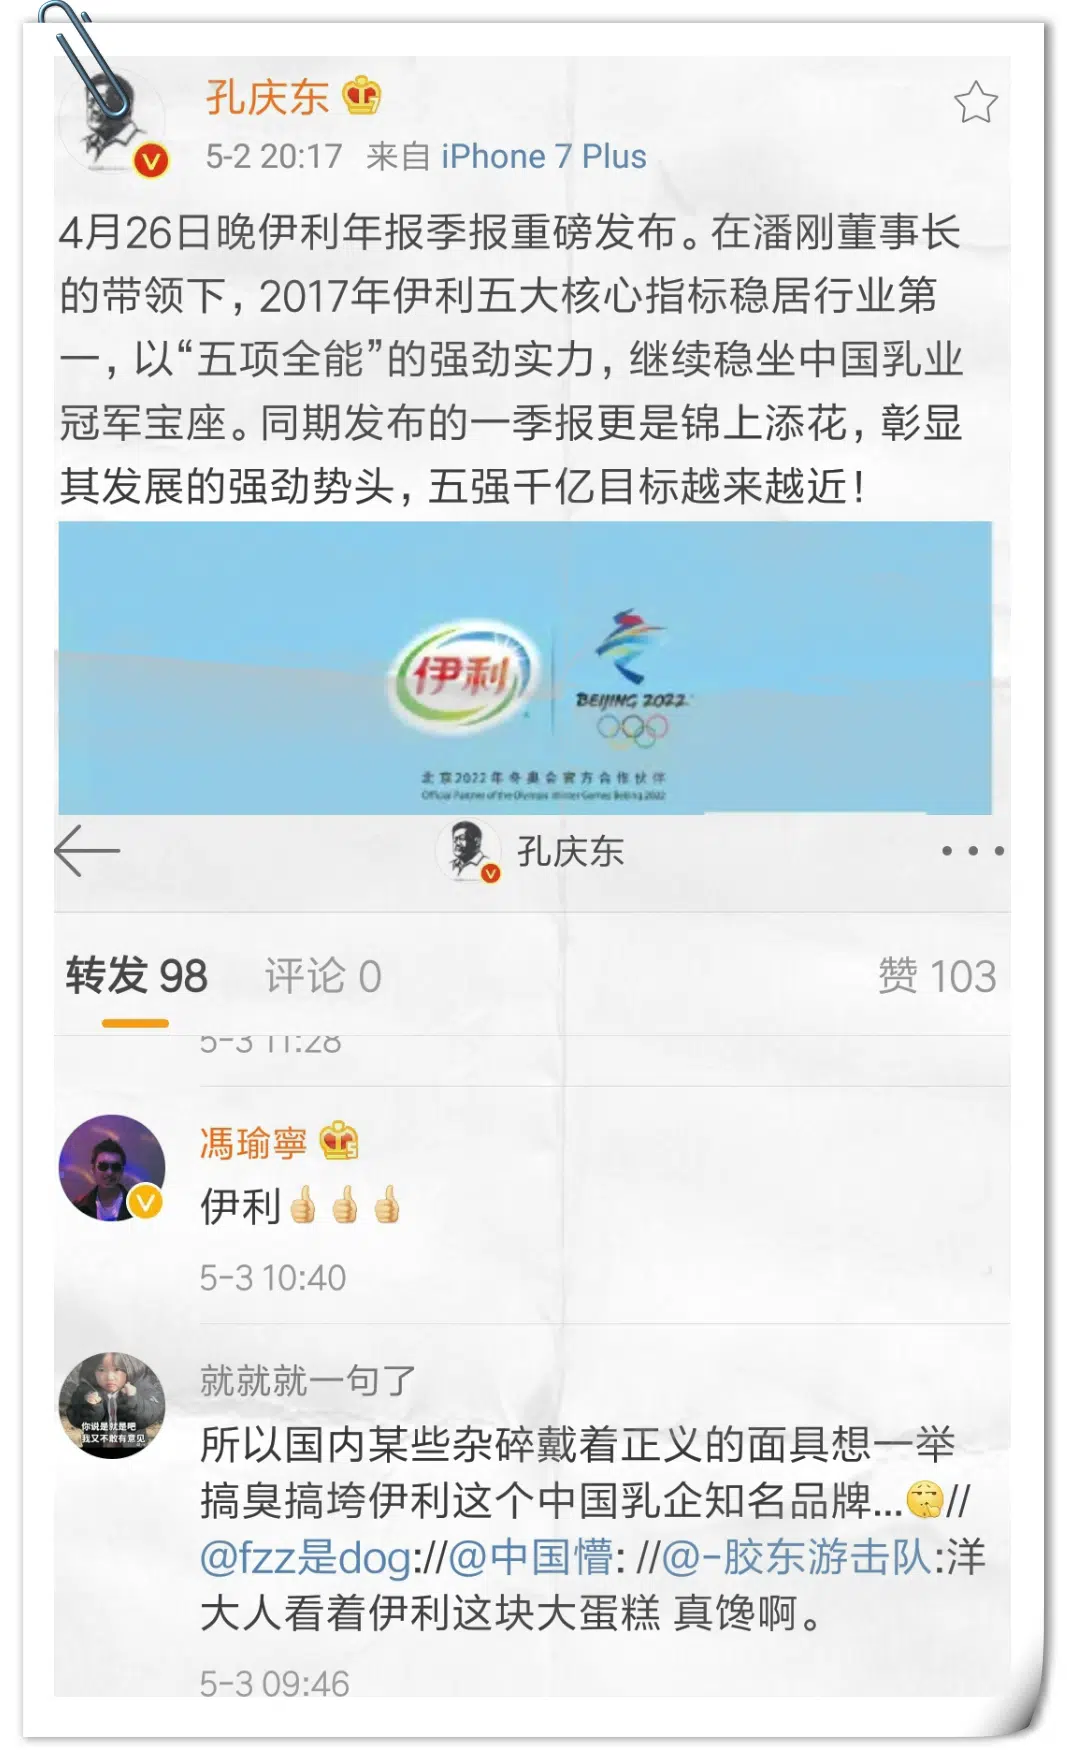 孔庆东
5-2 20:17 来自 iPhone 7 Plus
4月26日晚伊利年报季报重磅发布。在潘刚董事长
的带领下，2017年伊利五大核心指标稳居行业第
一，以“五项全能”的强劲实力，继续稳坐中国乳业
冠军宝座。同期发布的一季报更是锦上添花，彰显
其发展的强劲势头，五强千亿目标越来越近！
伊利
BEIJING 2022
北京2022年冬奥会官方合作伙伴
Official Partner of the Olympic Winter Games Beijing 2022
孔庆东
转发 98 评论 0 赞 103
5-3 11:28
馮瑜寧
伊利👍👍👍
5-3 10:40
就就就一句了
你说是就是吧
我又不敢有意见
所以国内某些杂碎戴着正义的面具想一举
搞臭搞垮伊利这个中国乳企知名品牌...🤫//
@fzz是dog://@中国懵: //@-胶东游击队:洋
大人看着伊利这块大蛋糕 真馋啊。
5-3 09:46